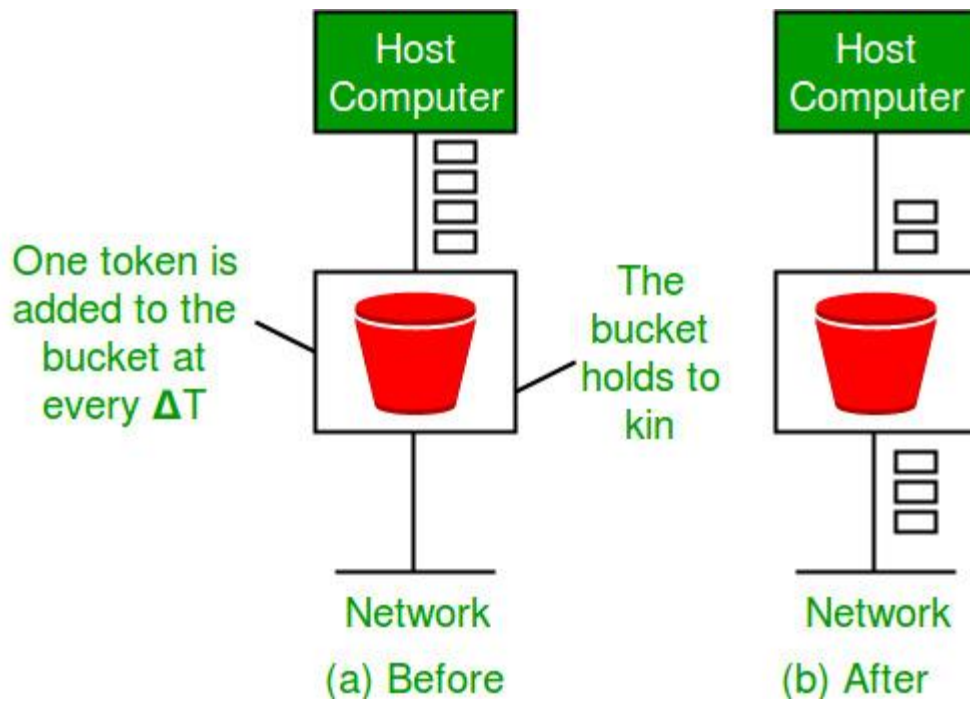 Host
Computer
Host
Computer
One token is
added to the
bucket at
every ΔT
The
bucket
holds to
kin
Network
Network
(a) Before
(b) After